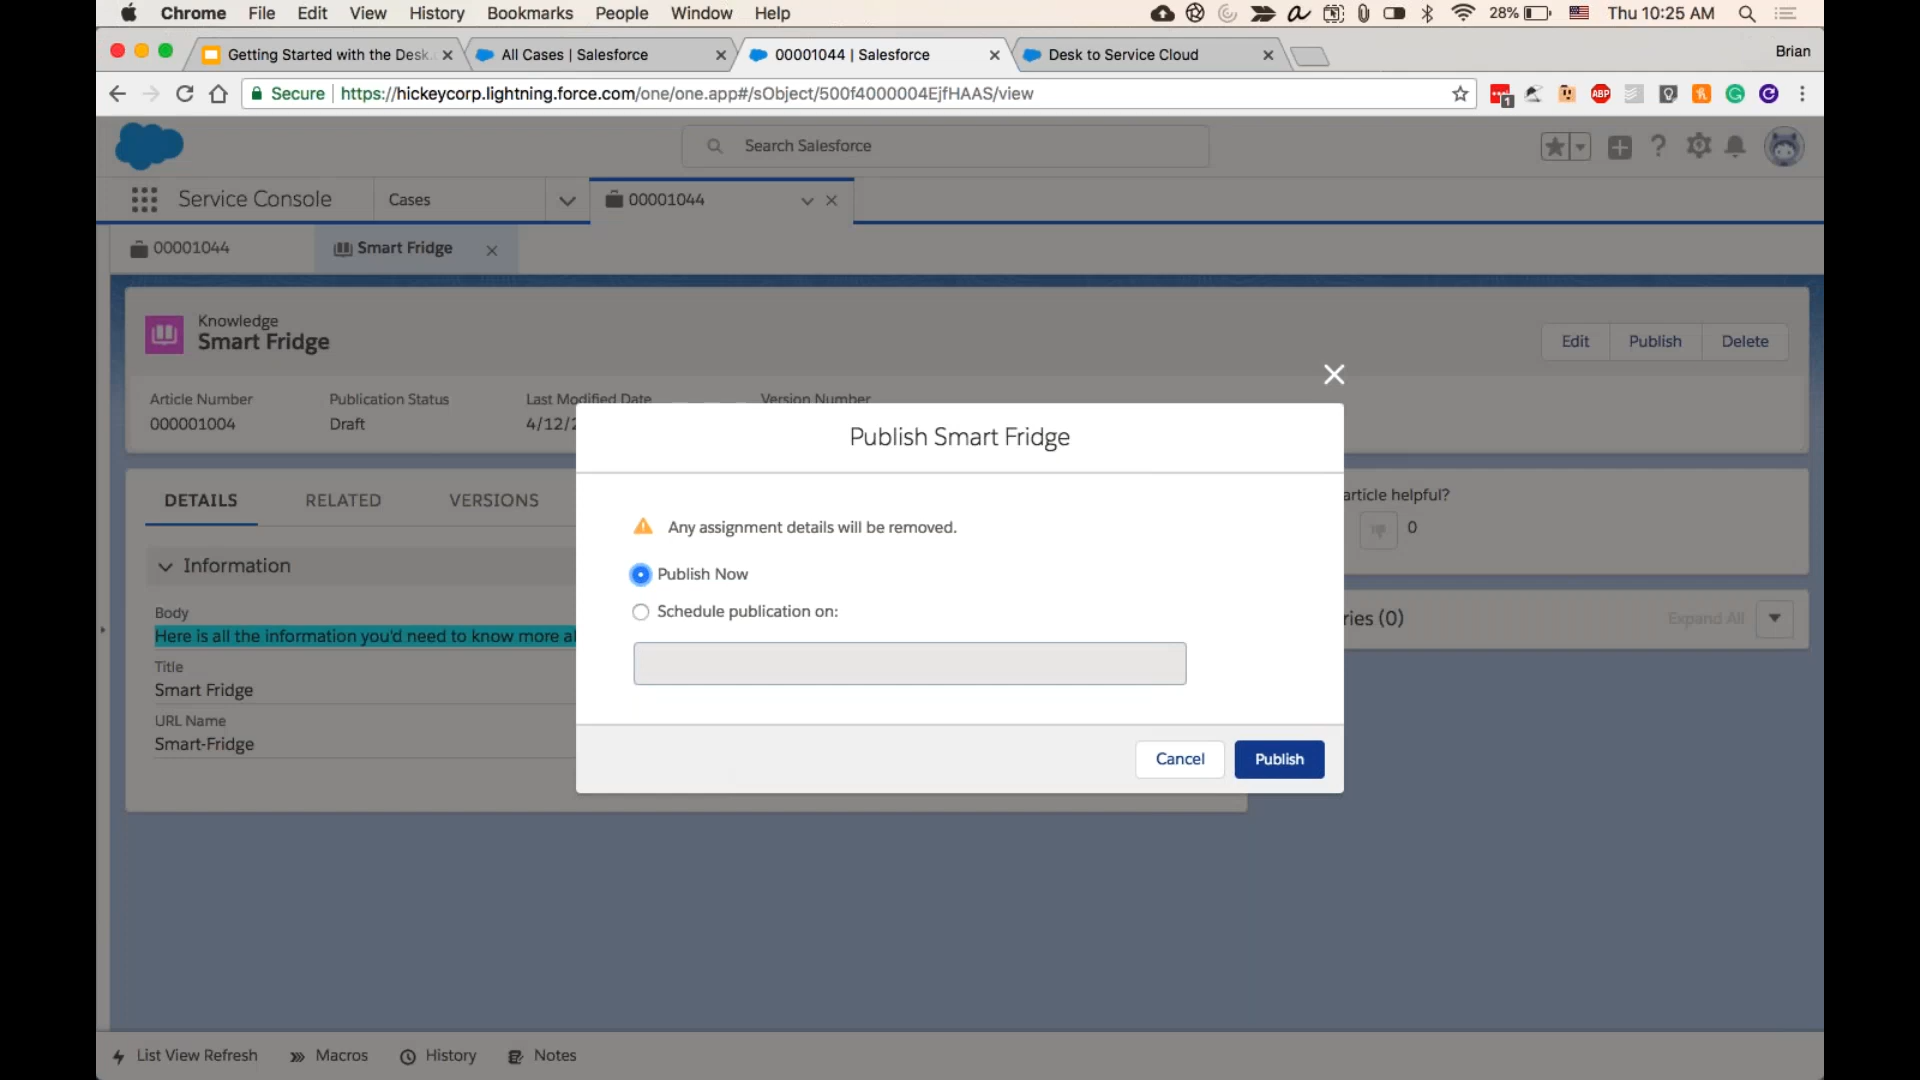 Chrome File Edit View History Bookmarks People Window Help 28% Thu 10:25 AM
Getting Started with the Desk All Cases | Salesforce 00001044 | Salesforce Desk to Service Cloud Brian
Secure https://hickeycorp.lightning.force.com/one/one.app#/sObject/500f4000004EjfHAAS/view 1 ABP
Search Salesforce
Service Console Cases 00001044
00001044 Smart Fridge
Knowledge
Smart Fridge
Edit Publish Delete
Article Number Publication Status Last Modified Date Version Number
000001004 Draft 4/12/2
Publish Smart Fridge
DETAILS RELATED VERSIONS
article helpful?
0
Any assignment details will be removed.
Information
Publish Now
Schedule publication on:
Body
Here is all the information you'd need to know more a
Title
Smart Fridge
URL Name
Smart-Fridge
ries (0) Expand All
Cancel Publish
List View Refresh Macros History Notes